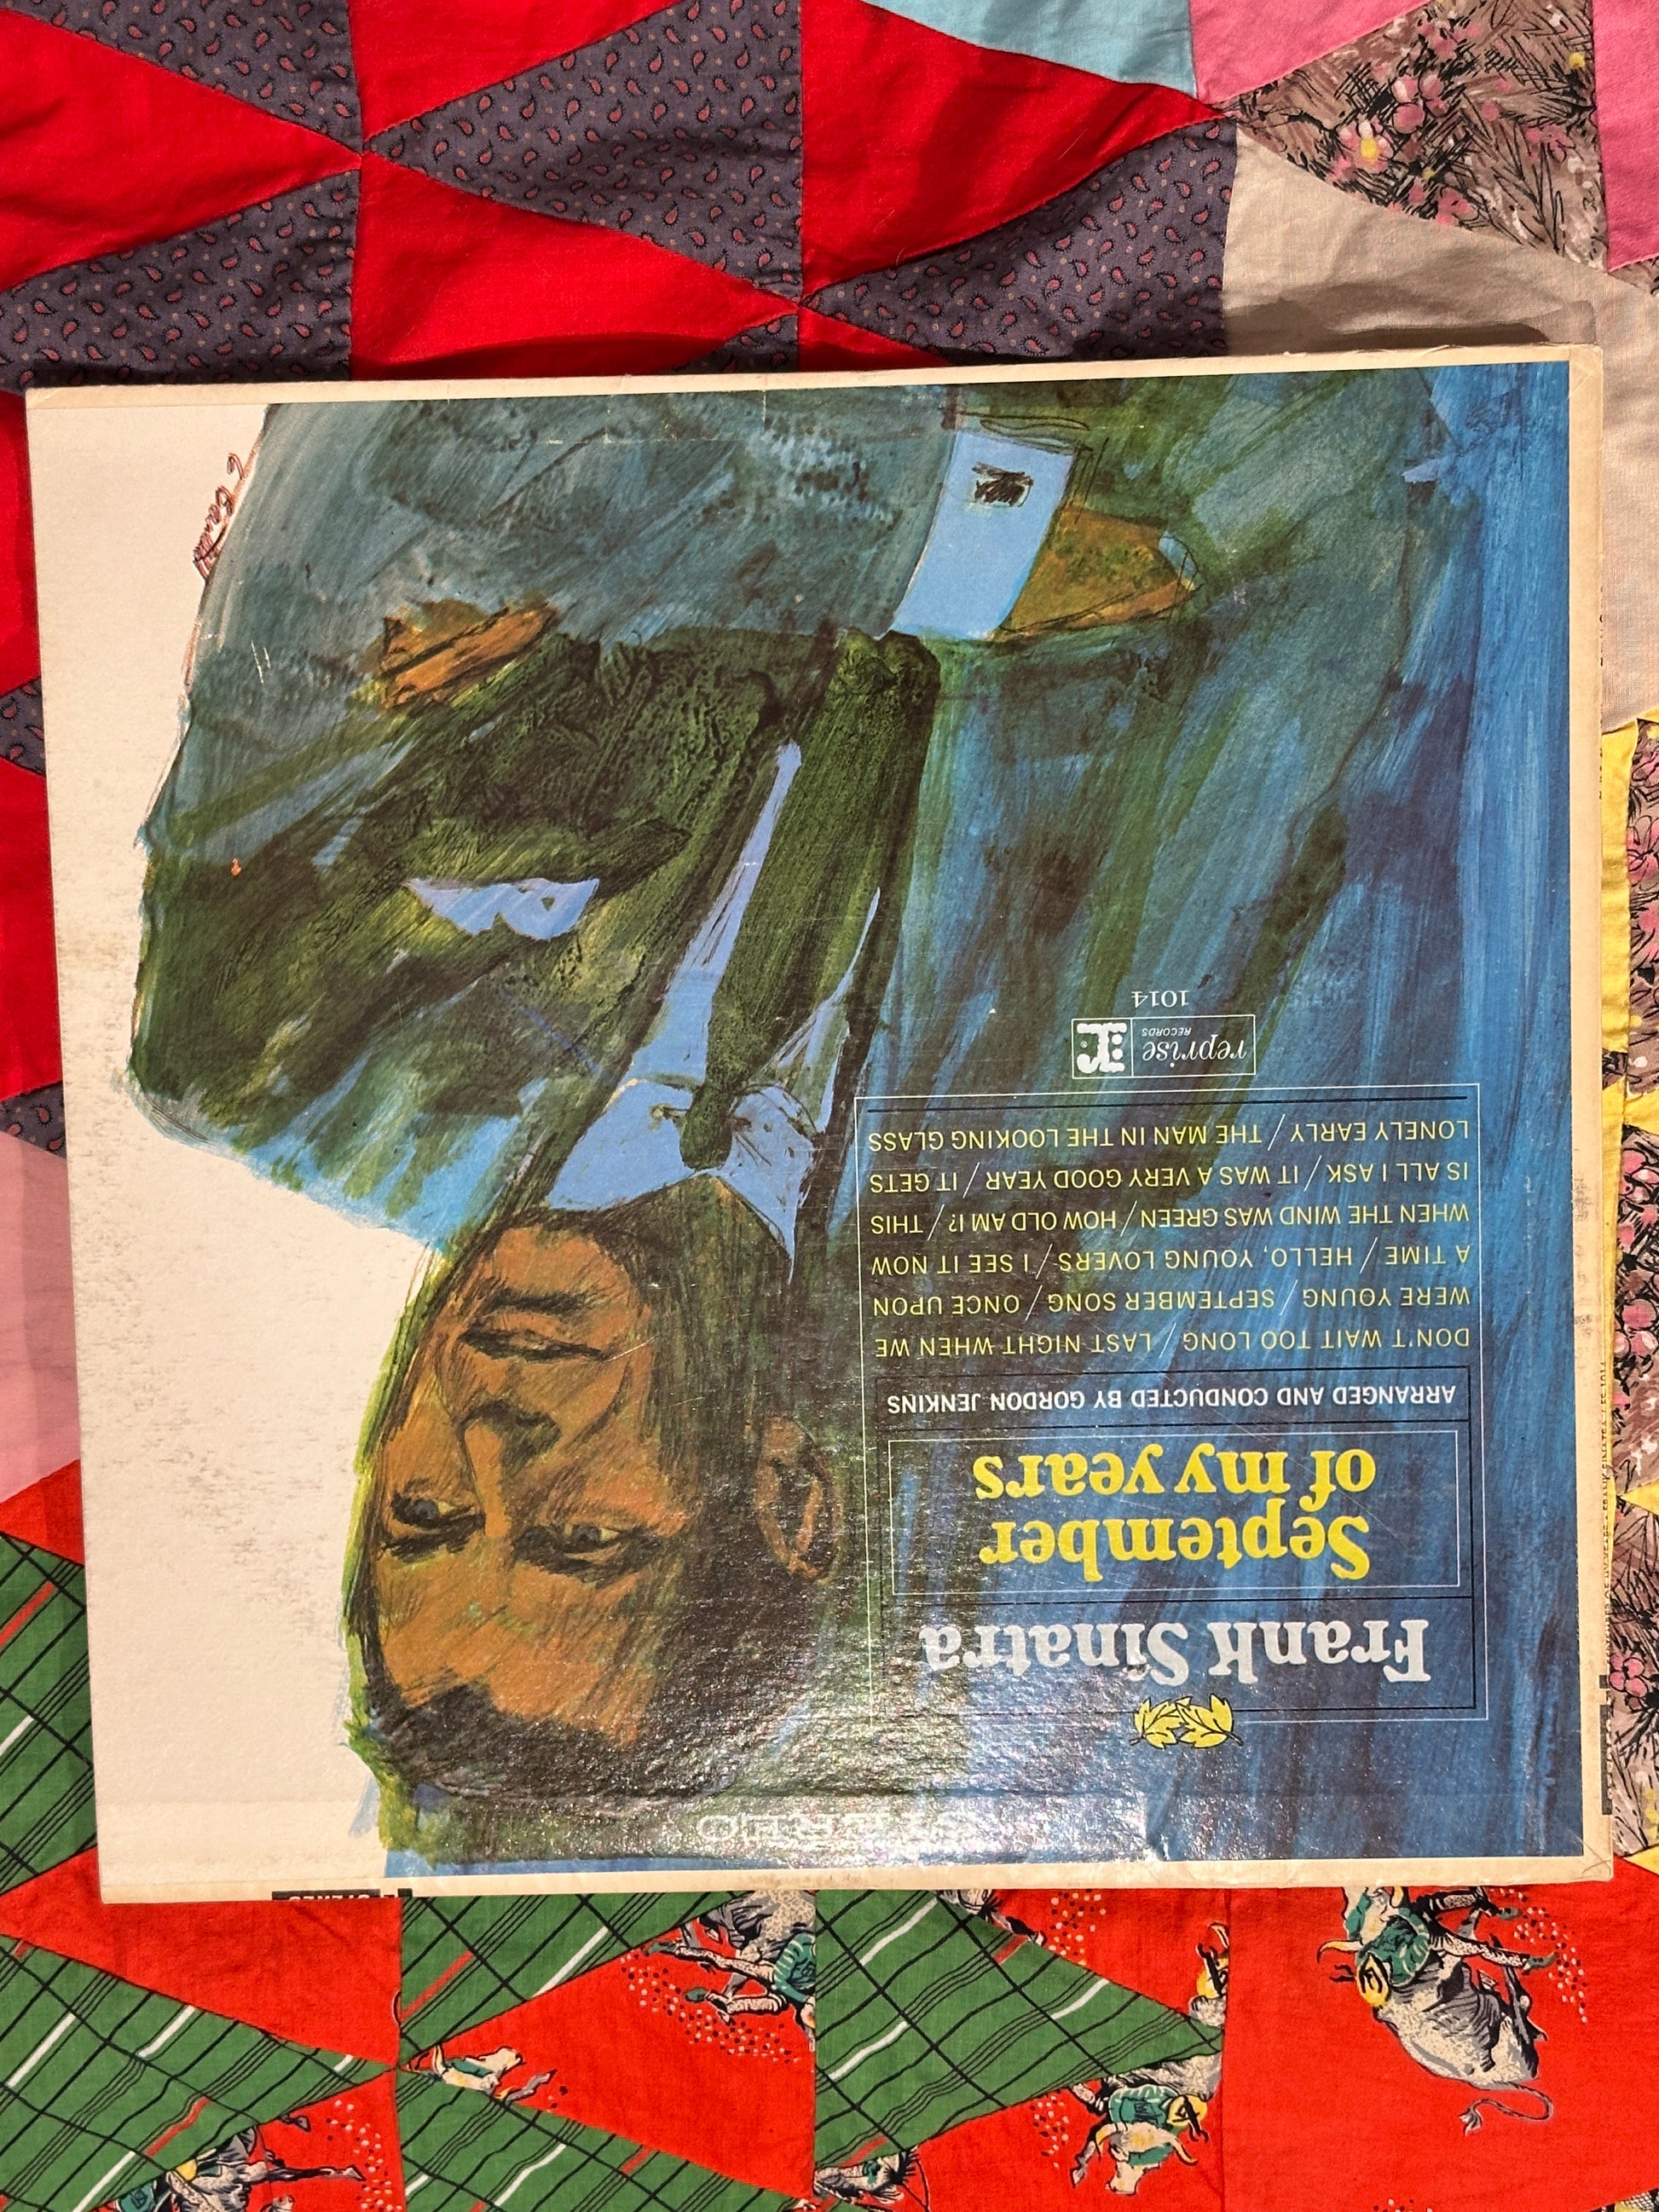 STEREO
Frank Sinatra
September
of my years
ARRANGED AND CONDUCTED BY GORDON JENKINS
DON'T WAIT TOO LONG / LAST NIGHT WHEN WE
WERE YOUNG / SEPTEMBER SONG / ONCE UPON
A TIME / HELLO, YOUNG LOVERS / I SEE IT NOW
WHEN THE WIND WAS GREEN / HOW OLD AM I? / THIS
IS ALL I ASK / IT WAS A VERY GOOD YEAR / IT GETS
LONELY EARLY / THE MAN IN THE LOOKING GLASS
reprise
RECORDS
1014